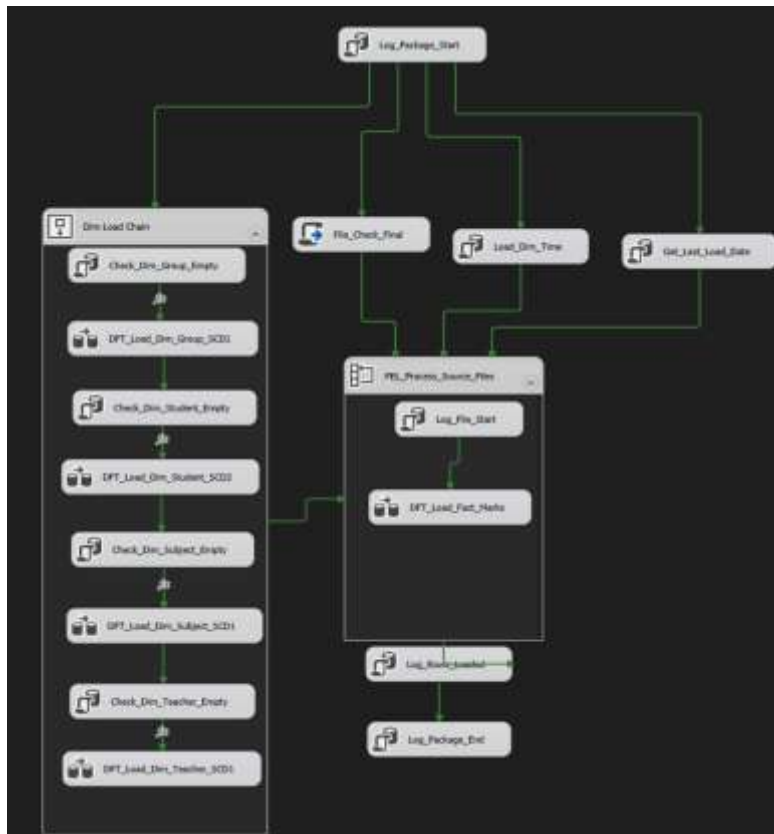 Log_Package_Start
Dim Load Chain
File_Check_Final
Load_Dim_Time
Get_Last_Load_Date
Check_Dim_Group_Empty
DFT_Load_Dim_Group_SCD1
Check_Dim_Student_Empty
DFT_Load_Dim_Student_SCD2
Check_Dim_Subject_Empty
DFT_Load_Dim_Subject_SCD1
Check_Dim_Teacher_Empty
DFT_Load_Dim_Teacher_SCD1
FEL_Process_Source_Files
Log_File_Start
DFT_Load_Fact_Marks
Log_Rows_Loaded
Log_Package_End